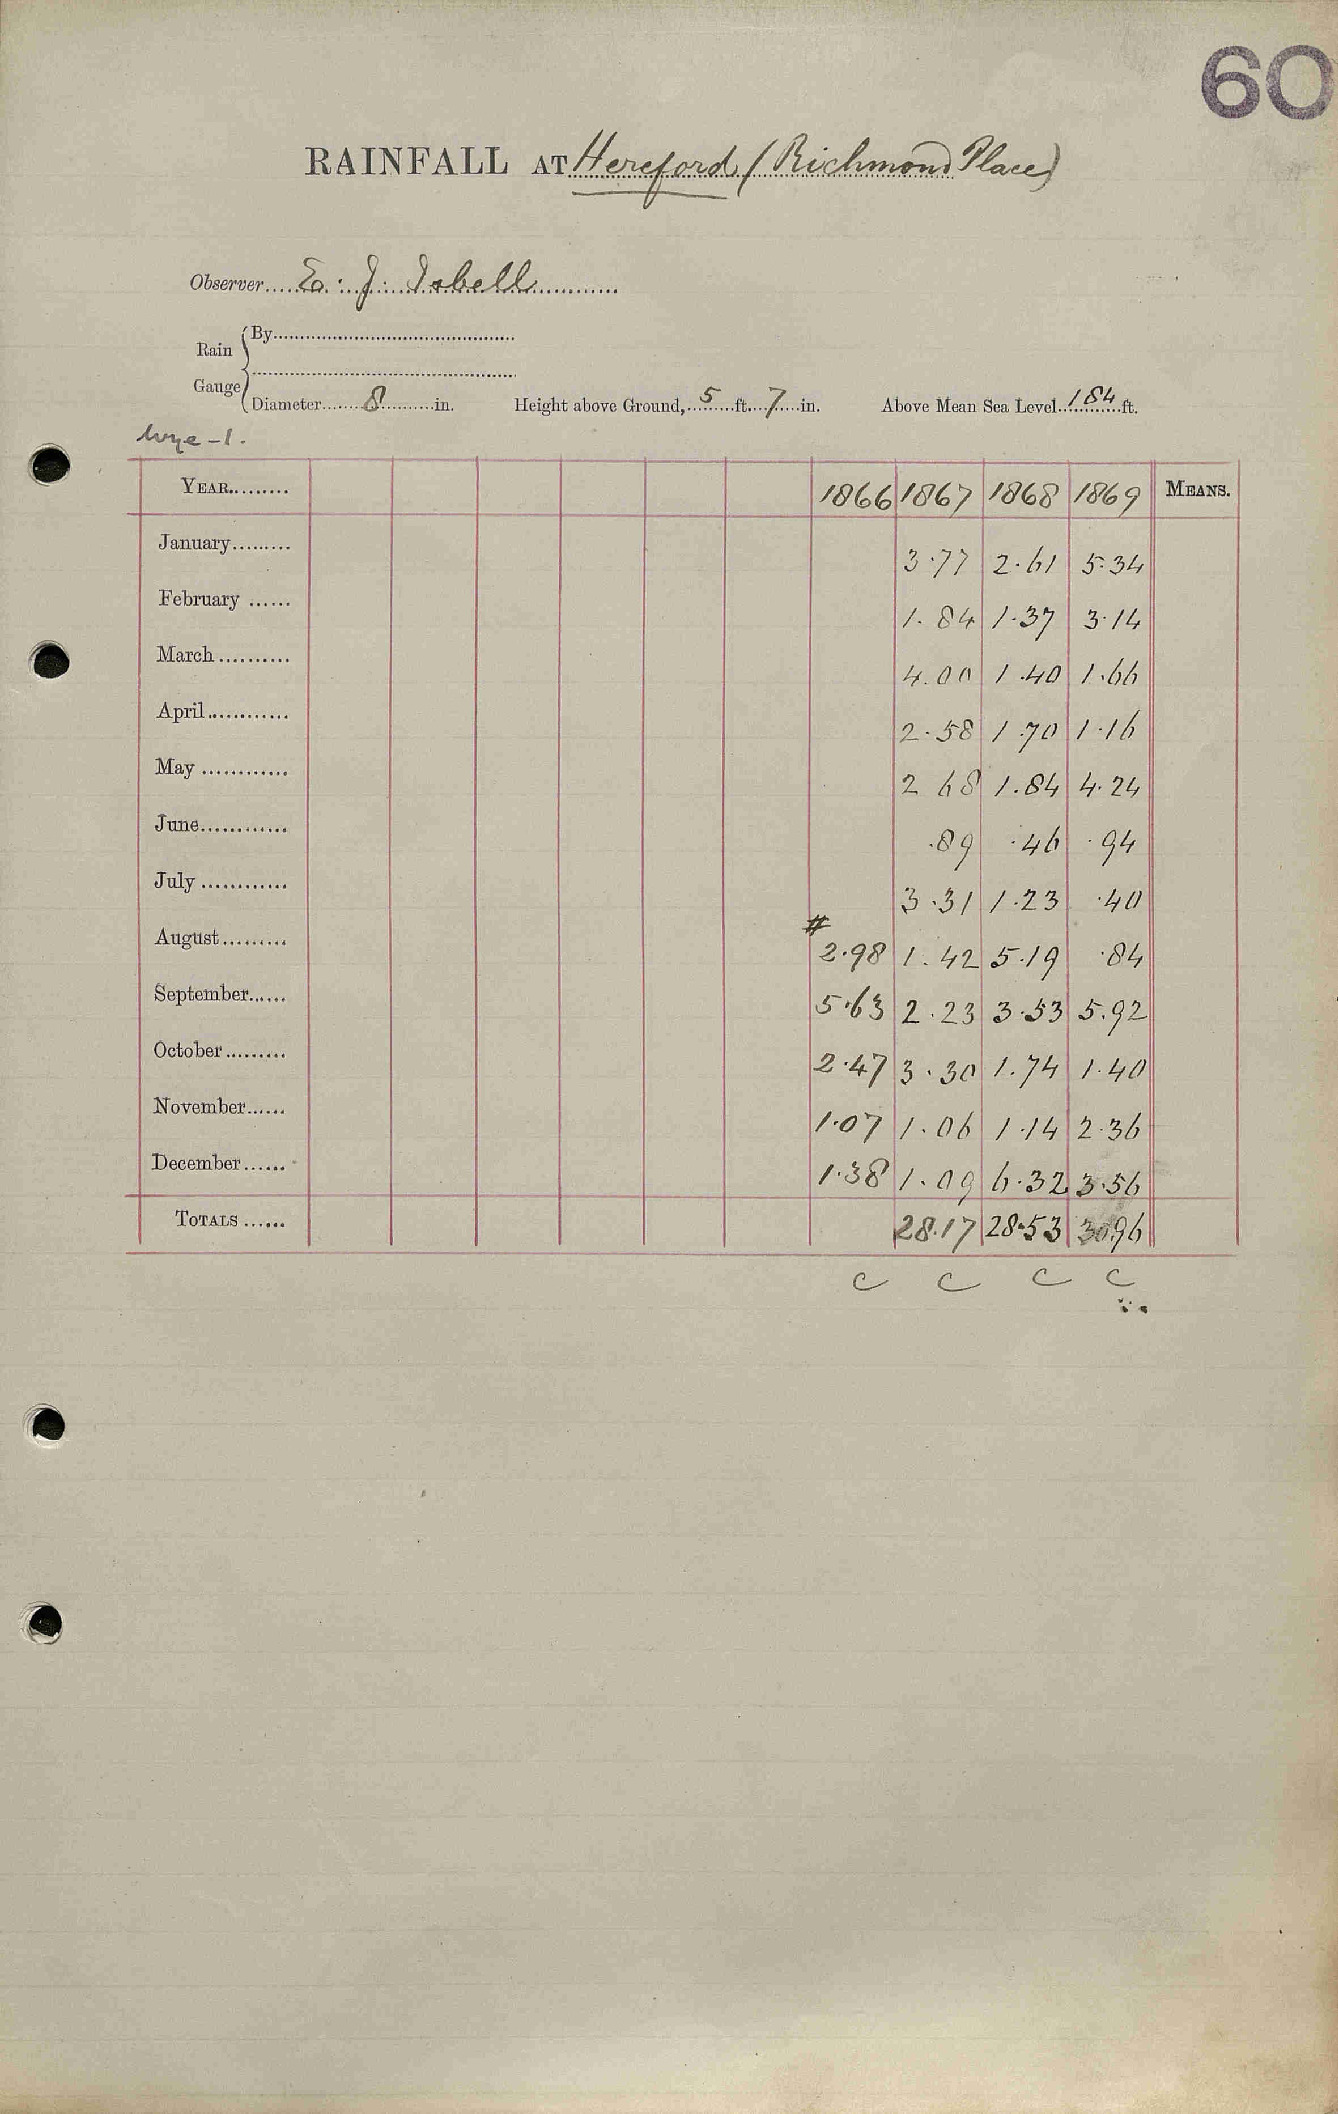 60
RAINFALL AT Hereford (Richmond Place)
Observer..... E. J. Isbell ............
Rain Gauge { By..............................................
..................................................
Diameter.......8..........in. Height above Ground,...5......ft....7.....in. Above Mean Sea Level..184..ft.
Wye - 1.
YEAR......... 1866 1867 1868 1869 MEANS.
January......... 3.77 2.61 5.34
February ...... 1.84 1.37 3.14
March.......... 4.00 1.40 1.66
April............ 2.58 1.70 1.16
May ............ 2 68 1.84 4.24
June............ .89 .46 .94
July ............ 3.31 1.23 .40
#
August......... 2.98 1.42 5.19 .84
September...... 5.63 2.23 3.53 5.92
October......... 2.47 3.30 1.74 1.40
November...... 1.07 1.06 1.14 2.36
December...... 1.38 1.09 6.32 3.56
TOTALS ...... 28.17 28.53 30.96
C C C C